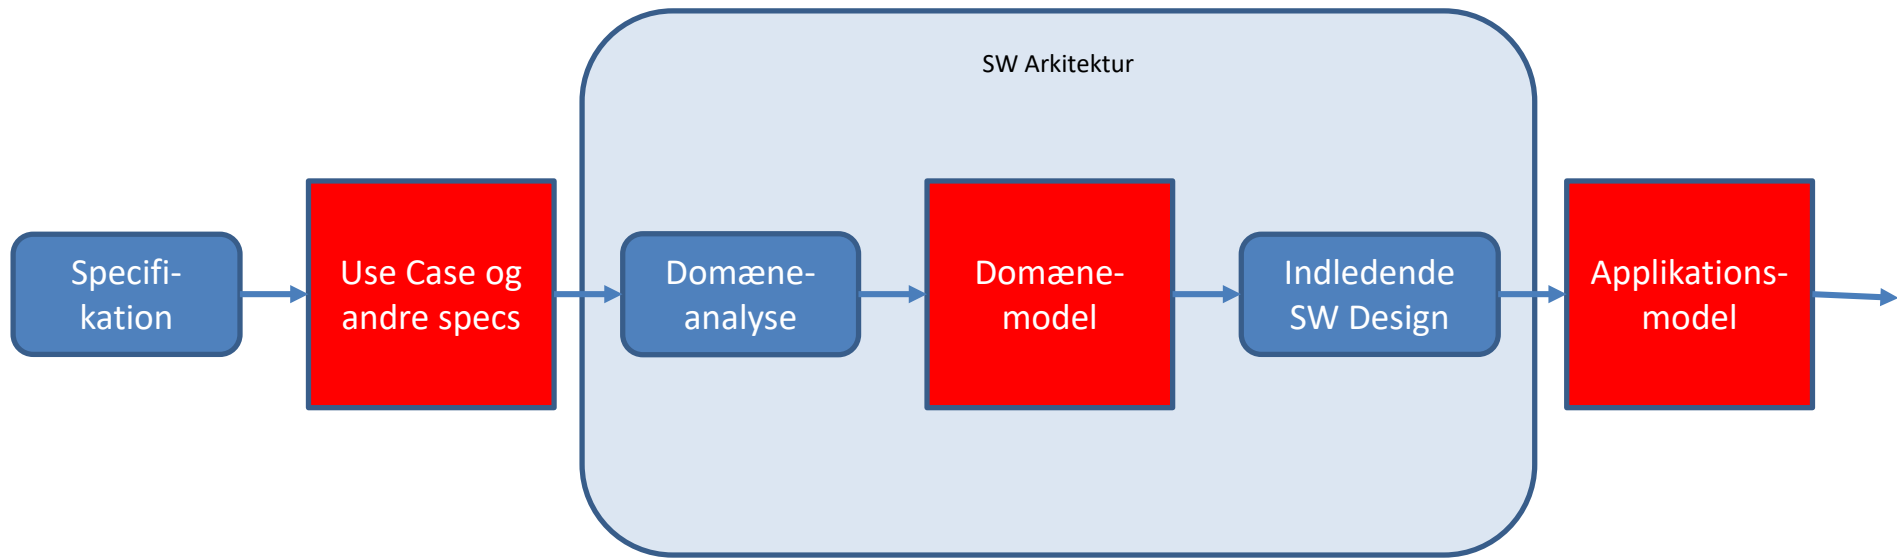 SW Arkitektur
Specifi-
kation
Use Case og
andre specs
Domæne-
analyse
Domæne-
model
Indledende
SW Design
Applikations-
model